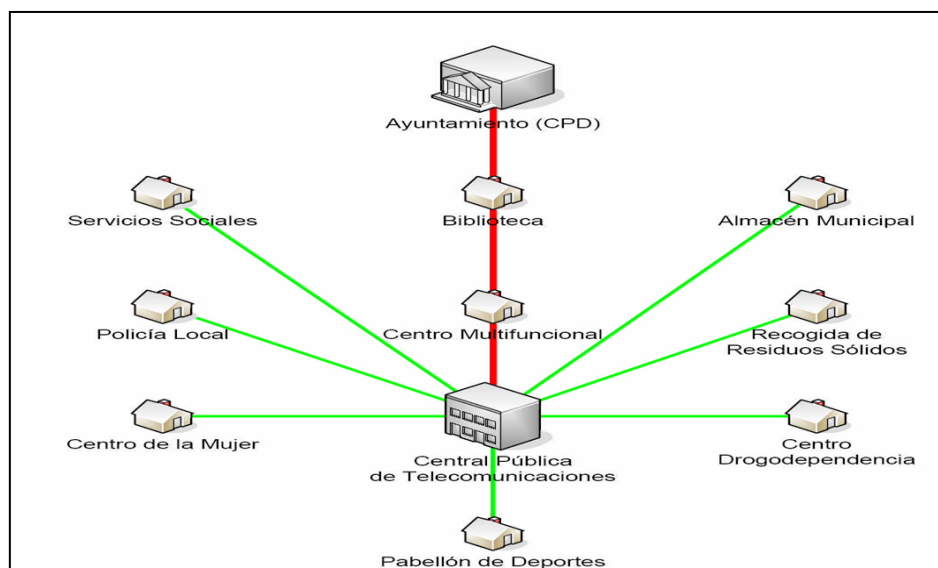 Ayuntamiento (CPD)
Servicios Sociales
Biblioteca
Almacén Municipal
Policía Local
Centro Multifuncional
Recogida de
Residuos Sólidos
Centro de la Mujer
Central Pública
de Telecomunicaciones
Centro
Drogodependencia
Pabellón de Deportes